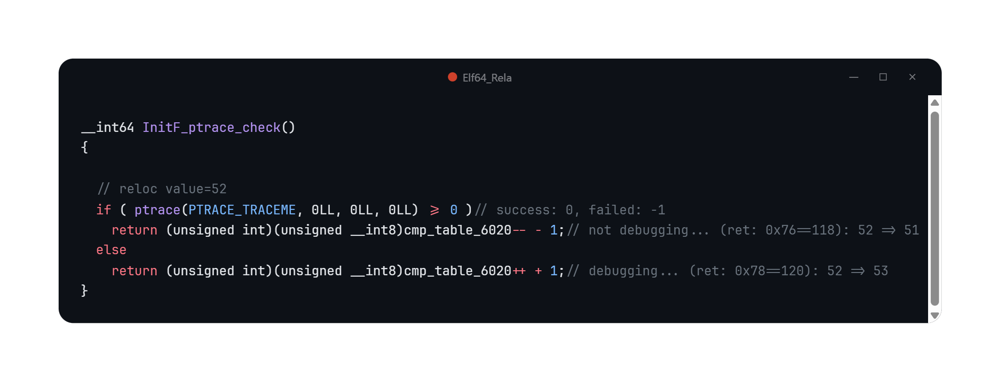 Elf64_Rela
__int64 InitF_ptrace_check()
{
// reloc value=52
if ( ptrace(PTRACE_TRACEME, 0LL, 0LL, 0LL) >= 0 )// success: 0, failed: -1
return (unsigned int)(unsigned __int8)cmp_table_6020-- - 1;// not debugging... (ret: 0x76==118): 52 => 51
else
return (unsigned int)(unsigned __int8)cmp_table_6020++ + 1;// debugging... (ret: 0x78==120): 52 => 53
}